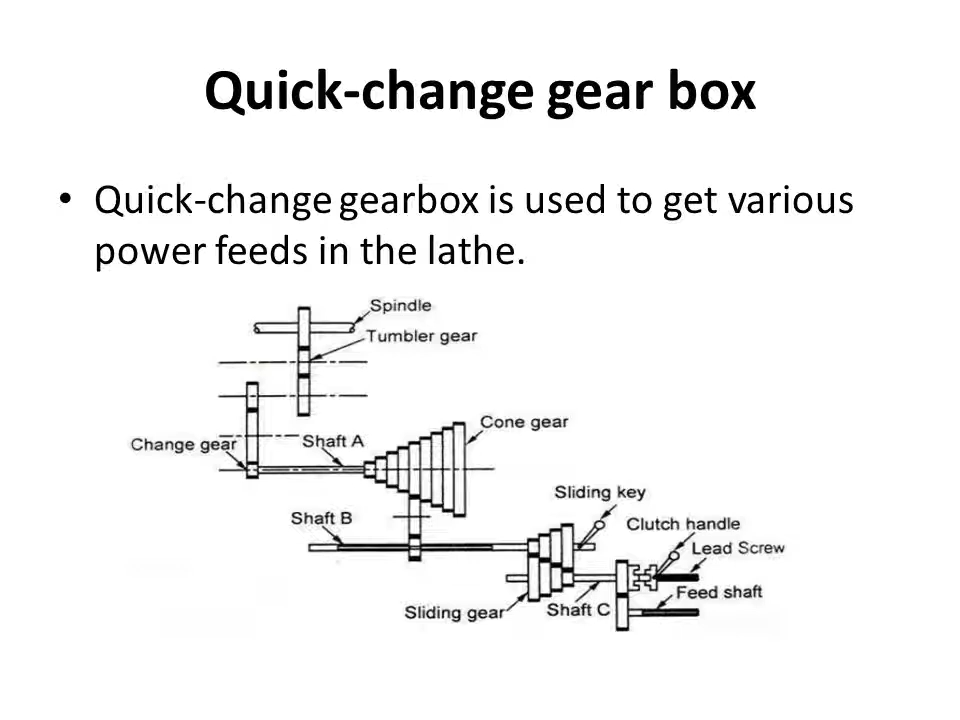 Quick-change gear box
• Quick-change gearbox is used to get various
power feeds in the lathe.
Spindle
Tumbler gear
Cone gear
Change gear
Shaft A
Sliding key
Shaft B
Clutch handle
Lead Screw
Feed shaft
Sliding gear
Shaft C